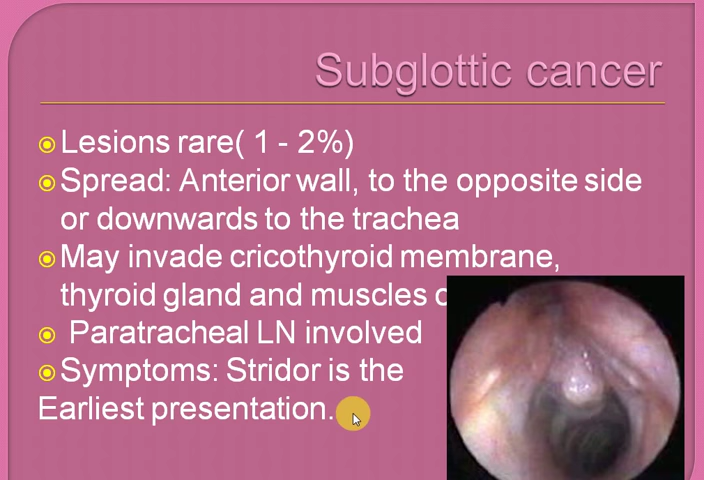 Subglottic cancer
Lesions rare( 1 - 2%)
Spread: Anterior wall, to the opposite side
or downwards to the trachea
May invade cricothyroid membrane,
thyroid gland and muscles
Paratracheal LN involved
Symptoms: Stridor is the
Earliest presentation.